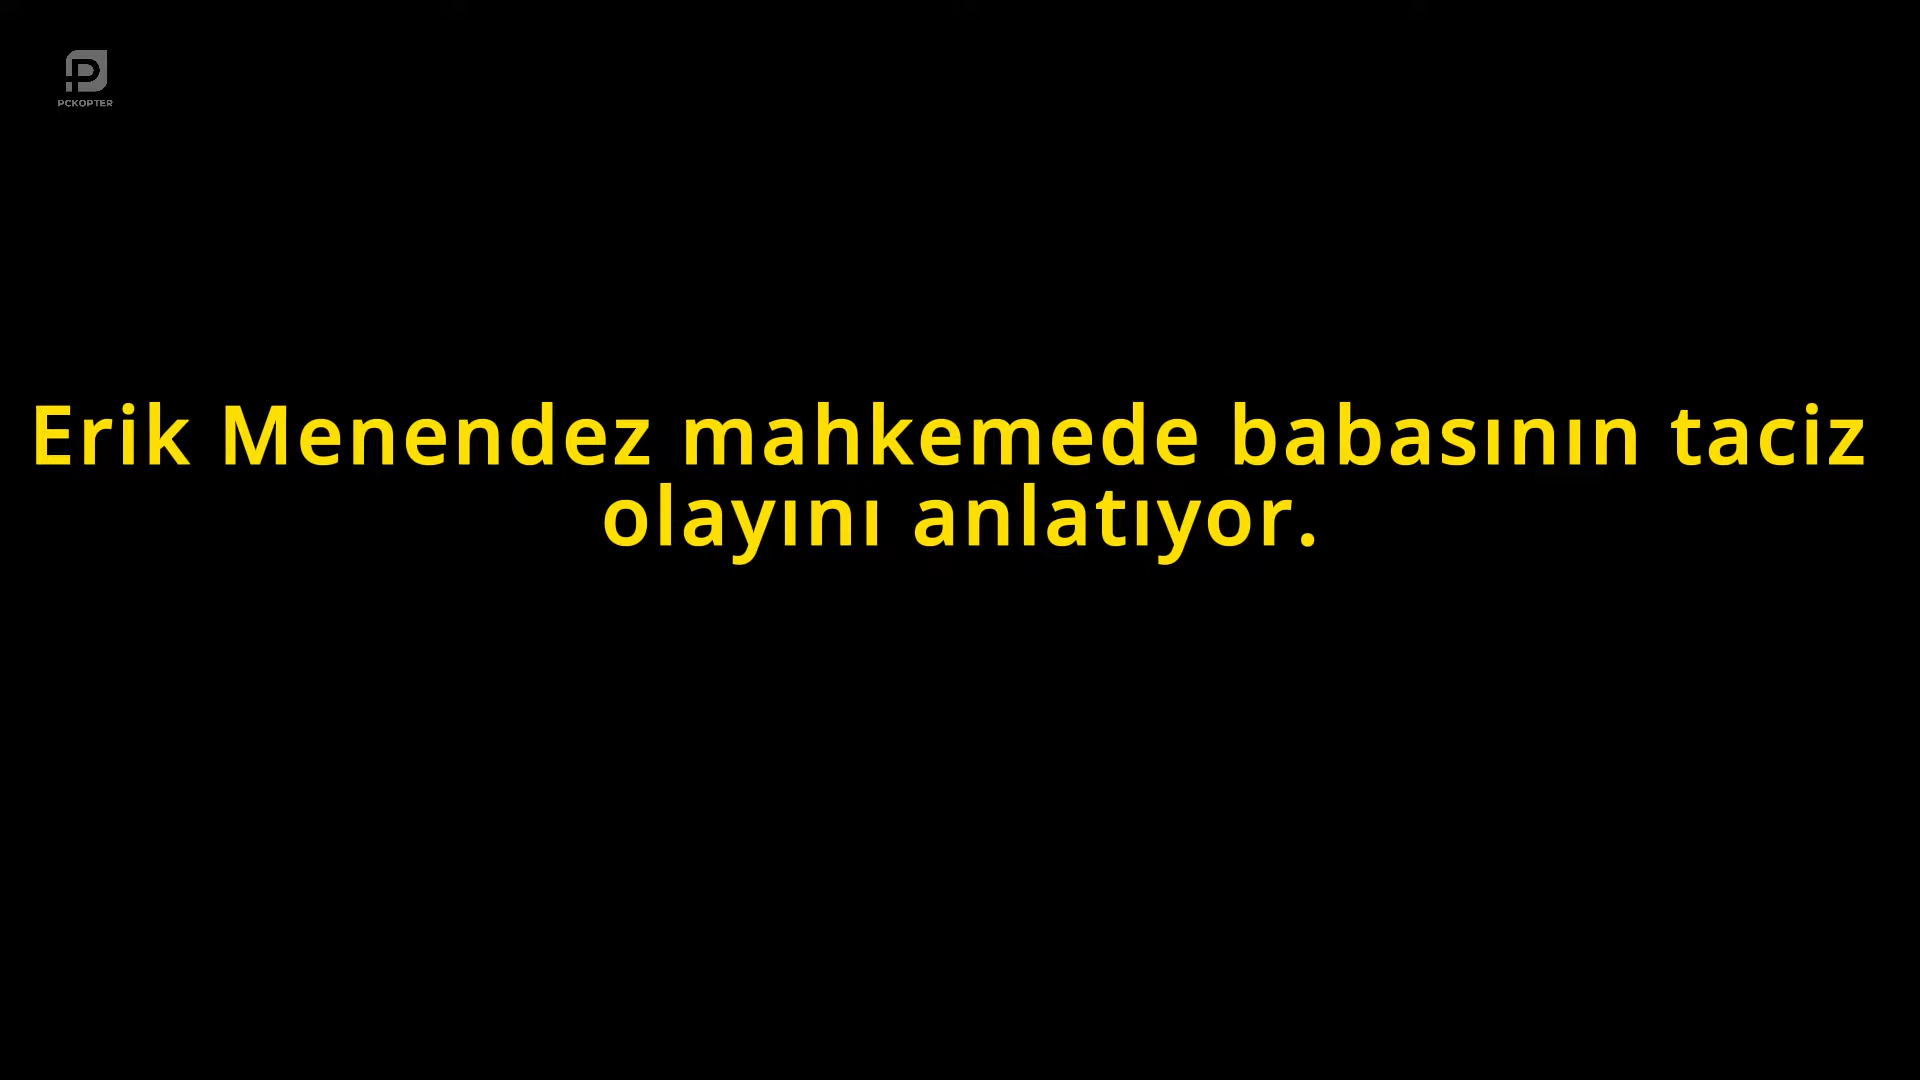 PCKOPTER
Erik Menendez mahkemede babasının taciz
olayını anlatıyor.